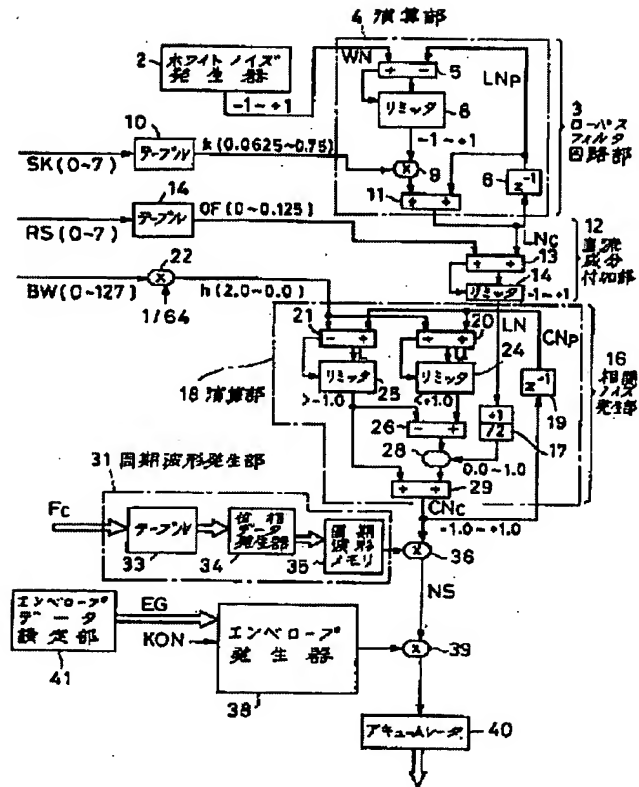 4 演算部
2
ホワイトノイズ
発生器
WN
+ -
5
LNP
-1~+1
リミッタ
8
-1~+1
3
ローパス
フィルタ
回路部
10
テーブル
k(0.0625~0.75)
SK(0~7)
×
9
z⁻¹
6
11
+ +
14
テーブル
OF(0~0.125)
RS(0~7)
Nc
12
直流
成分
付加部
+ +
13
リミッタ
14
-1~+1
22
×
BW(0~127)
h(2.0~0.0)
1/64
LN
CNP
21
- +
+ +
20
L
U
24
リミッタ
25
リミッタ
z⁻¹
19
16
相関
ノイズ
発生部
18 演算部
>-1.0
<+1.0
26
- +
+1
/2
17
28
0.0~1.0
+ +
29
CNc
-1.0~+1.0
31 周期波形発生部
Fc
テーブル
33
位相
データ
発生器
34
周期
波形
メモリ
35
×
36
NS
エンベロープ
データ
設定部
41
EG
KON
エンベロープ
発生器
38
×
39
アキュームレータ
40